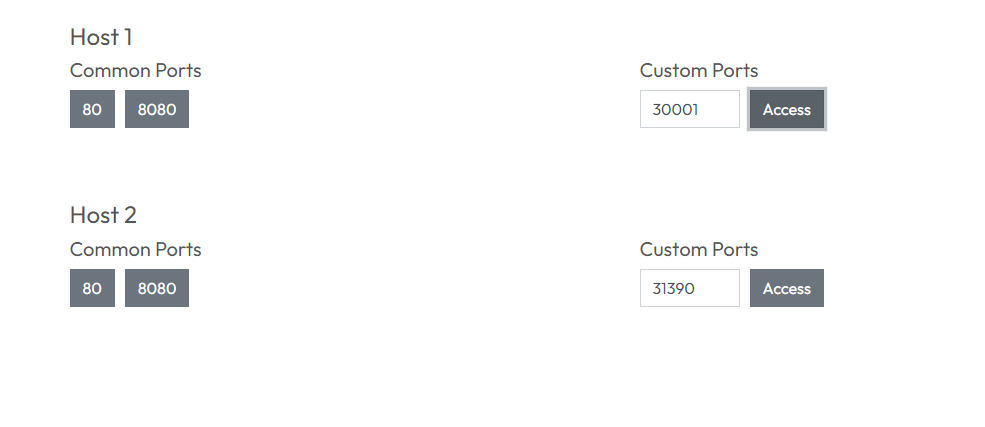 Host 1
Common Ports
Custom Ports
80 8080
30001 Access
Host 2
Common Ports
Custom Ports
80 8080
31390 Access